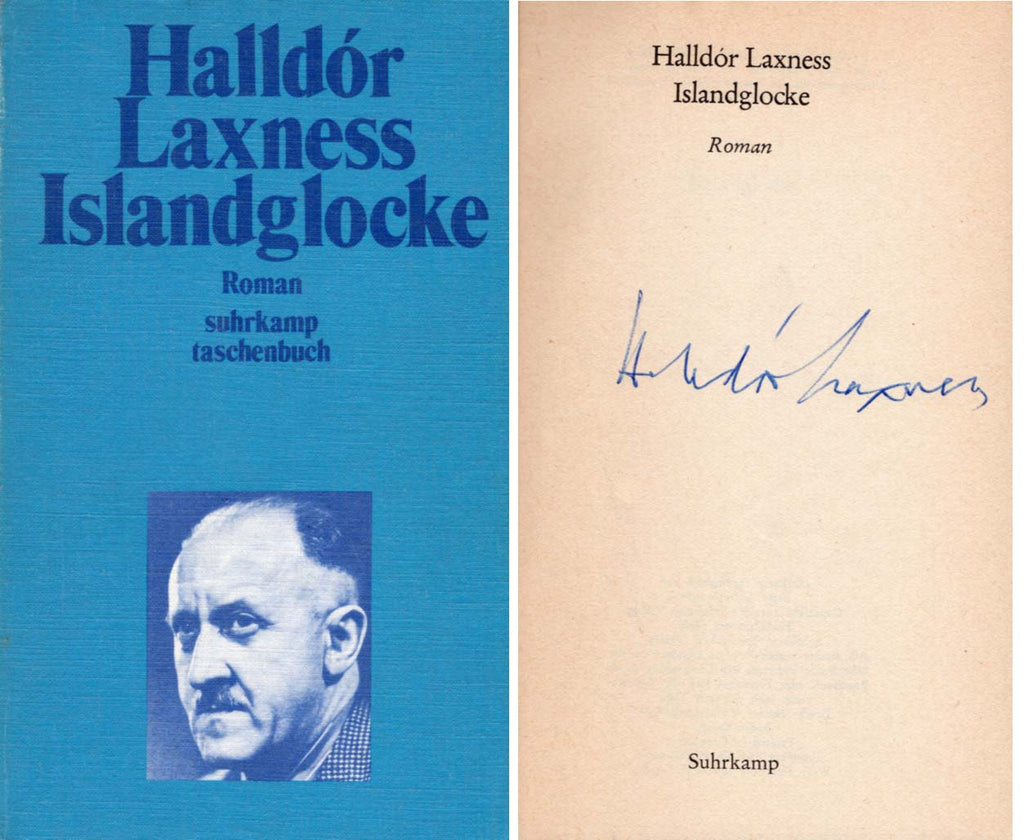 Halldór
Laxness
Islandglocke
Roman
suhrkamp
taschenbuch
Halldór Laxness
Islandglocke
Roman
Halldór Laxness
Suhrkamp